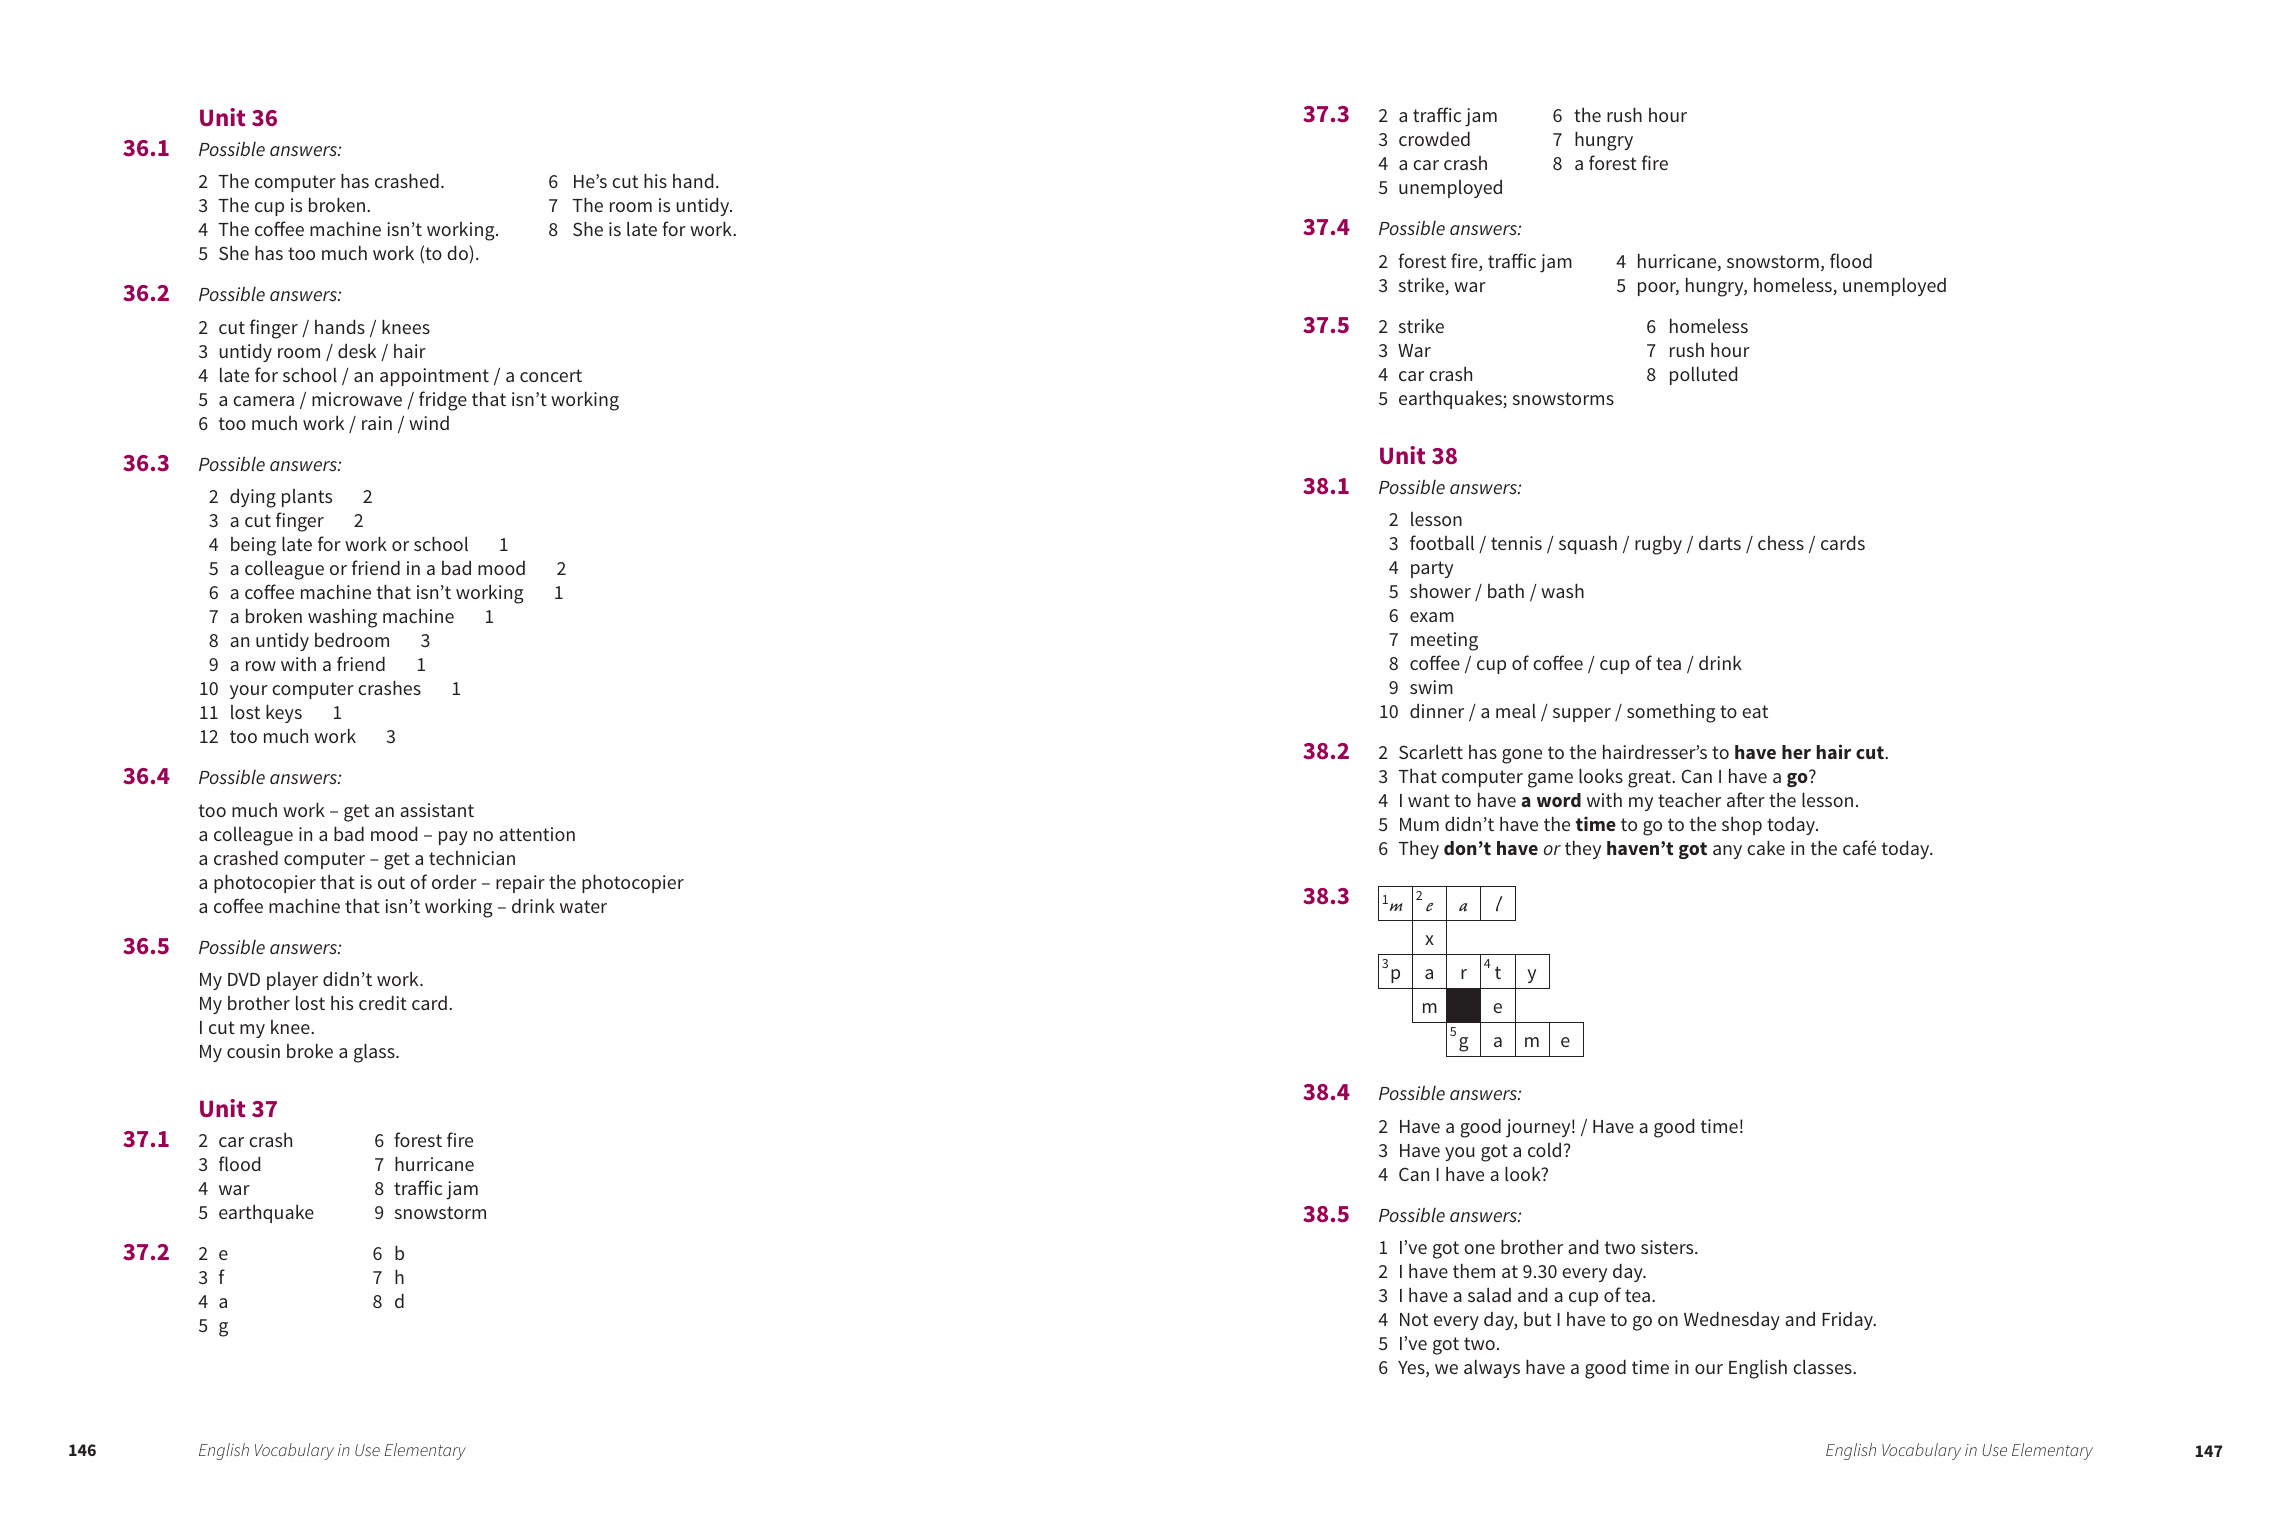 Unit 36
36.1 Possible answers:
2 The computer has crashed.
3 The cup is broken.
4 The coffee machine isn’t working.
5 She has too much work (to do).
6 He’s cut his hand.
7 The room is untidy.
8 She is late for work.
36.2 Possible answers:
2 cut finger / hands / knees
3 untidy room / desk / hair
4 late for school / an appointment / a concert
5 a camera / microwave / fridge that isn’t working
6 too much work / rain / wind
36.3 Possible answers:
2 dying plants 2
3 a cut finger 2
4 being late for work or school 1
5 a colleague or friend in a bad mood 2
6 a coffee machine that isn’t working 1
7 a broken washing machine 1
8 an untidy bedroom 3
9 a row with a friend 1
10 your computer crashes 1
11 lost keys 1
12 too much work 3
36.4 Possible answers:
too much work – get an assistant
a colleague in a bad mood – pay no attention
a crashed computer – get a technician
a photocopier that is out of order – repair the photocopier
a coffee machine that isn’t working – drink water
36.5 Possible answers:
My DVD player didn’t work.
My brother lost his credit card.
I cut my knee.
My cousin broke a glass.
Unit 37
37.1 2 car crash
3 flood
4 war
5 earthquake
6 forest fire
7 hurricane
8 traffic jam
9 snowstorm
37.2 2 e
3 f
4 a
5 g
6 b
7 h
8 d
146 English Vocabulary in Use Elementary
37.3 2 a traffic jam
3 crowded
4 a car crash
5 unemployed
6 the rush hour
7 hungry
8 a forest fire
37.4 Possible answers:
2 forest fire, traffic jam
3 strike, war
4 hurricane, snowstorm, flood
5 poor, hungry, homeless, unemployed
37.5 2 strike
3 War
4 car crash
5 earthquakes; snowstorms
6 homeless
7 rush hour
8 polluted
Unit 38
38.1 Possible answers:
2 lesson
3 football / tennis / squash / rugby / darts / chess / cards
4 party
5 shower / bath / wash
6 exam
7 meeting
8 coffee / cup of coffee / cup of tea / drink
9 swim
10 dinner / a meal / supper / something to eat
38.2 2 Scarlett has gone to the hairdresser’s to have her hair cut.
3 That computer game looks great. Can I have a go?
4 I want to have a word with my teacher after the lesson.
5 Mum didn’t have the time to go to the shop today.
6 They don’t have or they haven’t got any cake in the café today.
38.3 1 m 2 e a l
x
3 p a r 4 t y
m e
5 g a m e
38.4 Possible answers:
2 Have a good journey! / Have a good time!
3 Have you got a cold?
4 Can I have a look?
38.5 Possible answers:
1 I’ve got one brother and two sisters.
2 I have them at 9.30 every day.
3 I have a salad and a cup of tea.
4 Not every day, but I have to go on Wednesday and Friday.
5 I’ve got two.
6 Yes, we always have a good time in our English classes.
English Vocabulary in Use Elementary 147